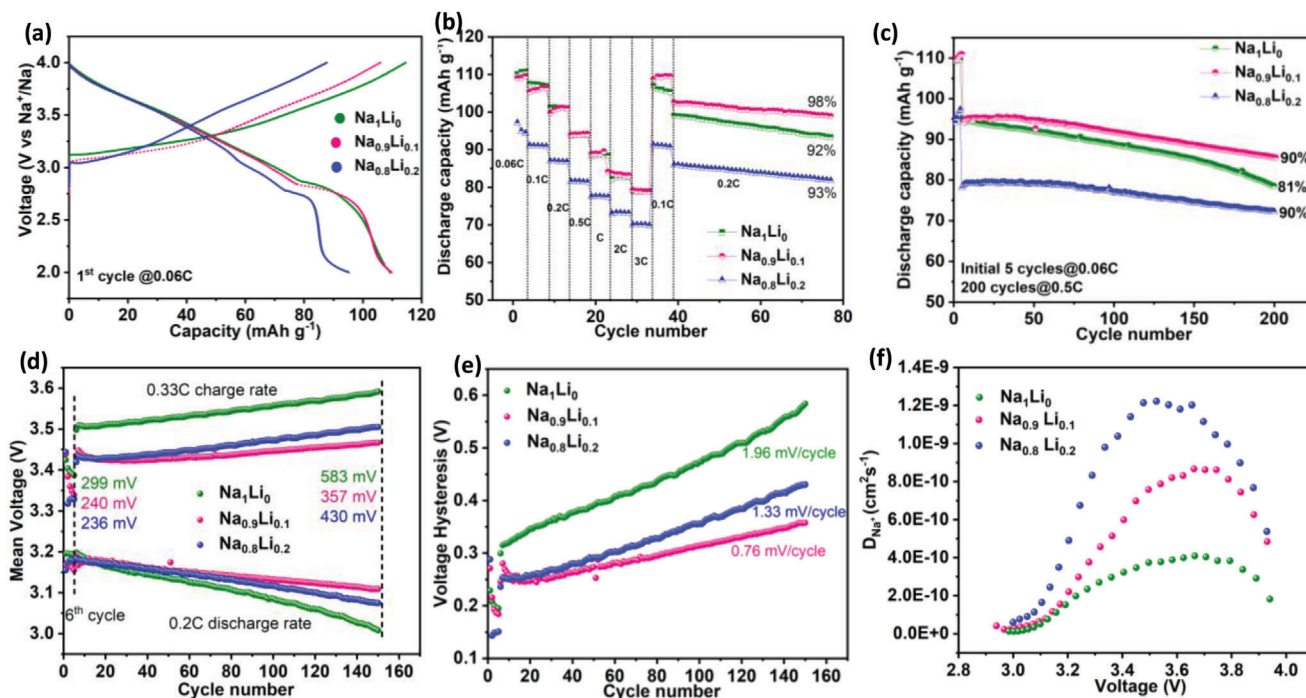 (a)
Voltage (V vs Na⁺/Na)
4.0
3.5
3.0
2.5
2.0
Na₁Li₀
Na₀.₉Li₀.₁
Na₀.₈Li₀.₂
1ˢᵗ cycle @0.06C
0 20 40 60 80 100 120
Capacity (mAh g⁻¹)
(b)
Discharge capacity (mAh g⁻¹)
120
110
100
90
80
70
60
50
0.06C
0.1C
0.2C
0.5C
C
2C
3C
0.1C
0.2C
98%
92%
93%
Na₁Li₀
Na₀.₉Li₀.₁
Na₀.₈Li₀.₂
0 10 20 30 40 50 60 70 80
Cycle number
(c)
Discharge capacity (mAh g⁻¹)
110
100
90
80
70
60
50
Na₁Li₀
Na₀.₉Li₀.₁
Na₀.₈Li₀.₂
90%
81%
90%
Initial 5 cycles@0.06C
200 cycles@0.5C
0 50 100 150 200
Cycle number
(d)
Mean Voltage (V)
3.6
3.5
3.4
3.3
3.2
3.1
3.0
0.33C charge rate
299 mV
240 mV
236 mV
Na₁Li₀
Na₀.₉Li₀.₁
Na₀.₈Li₀.₂
583 mV
357 mV
430 mV
6ᵗʰ cycle
0.2C discharge rate
0 20 40 60 80 100 120 140 160
Cycle number
(e)
Voltage Hysteresis (V)
0.6
0.5
0.4
0.3
0.2
0.1
Na₁Li₀
Na₀.₉Li₀.₁
Na₀.₈Li₀.₂
1.96 mV/cycle
1.33 mV/cycle
0.76 mV/cycle
0 20 40 60 80 100 120 140 160
Cycle number
(f)
D_Na⁺ (cm²s⁻¹)
1.4E-9
1.2E-9
1.0E-9
8.0E-10
6.0E-10
4.0E-10
2.0E-10
0.0E+0
Na₁Li₀
Na₀.₉ Li₀.₁
Na₀.₈ Li₀.₂
2.8 3.0 3.2 3.4 3.6 3.8 4.0
Voltage (V)